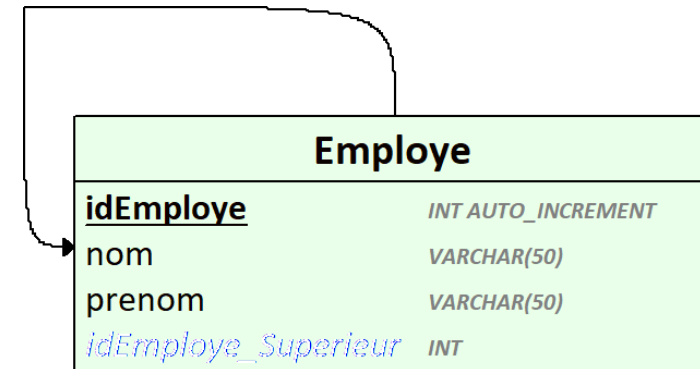 Employe
idEmploye INT AUTO_INCREMENT
nom VARCHAR(50)
prenom VARCHAR(50)
idEmploye_Superieur INT